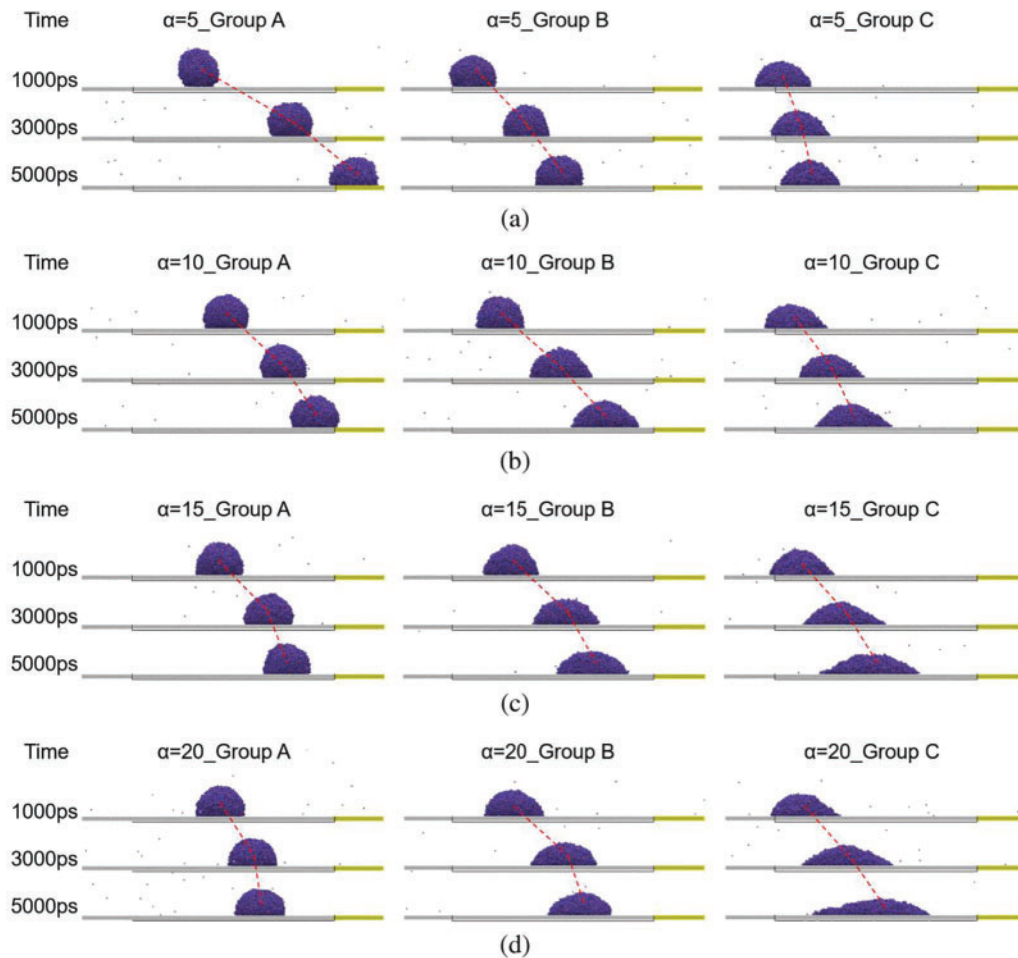 Time α=5_Group A α=5_Group B α=5_Group C
1000ps
3000ps
5000ps
(a)
Time α=10_Group A α=10_Group B α=10_Group C
1000ps
3000ps
5000ps
(b)
Time α=15_Group A α=15_Group B α=15_Group C
1000ps
3000ps
5000ps
(c)
Time α=20_Group A α=20_Group B α=20_Group C
1000ps
3000ps
5000ps
(d)